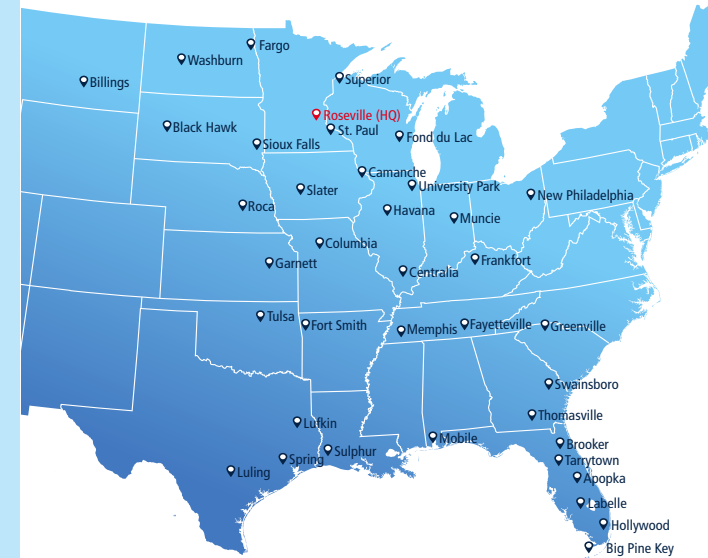 Fargo
Washburn
Superior
Billings
Roseville (HQ)
Black Hawk
St. Paul
Fond du Lac
Sioux Falls
Camanche
University Park
Slater
New Philadelphia
Roca
Havana
Muncie
Columbia
Garnett
Frankfort
Centralia
Tulsa
Fort Smith
Memphis
Fayetteville
Greenville
Swainsboro
Thomasville
Lufkin
Mobile
Brooker
Sulphur
Spring
Tarrytown
Luling
Apopka
Labelle
Hollywood
Big Pine Key